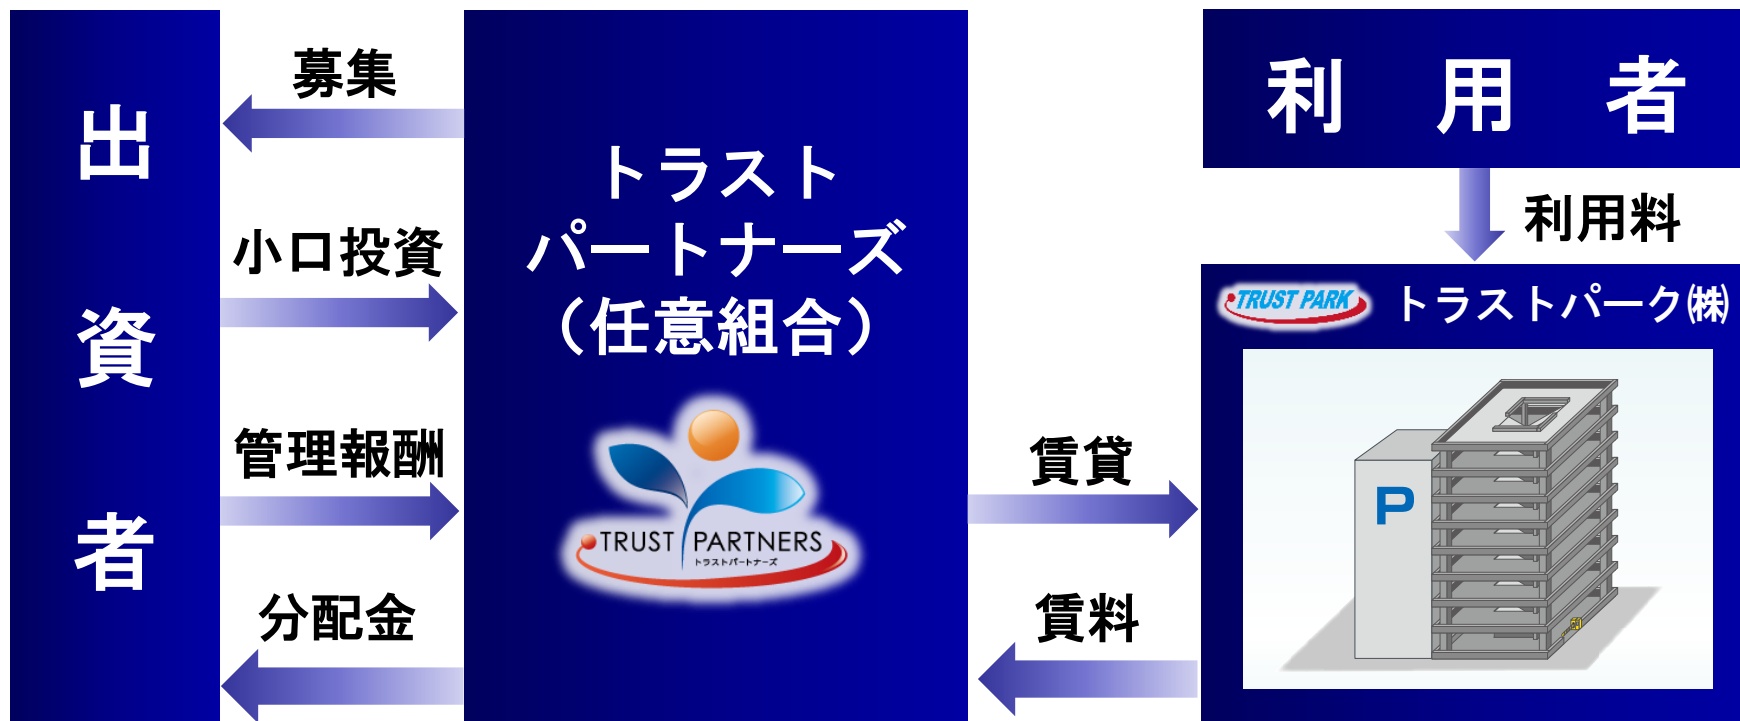 出資者
募集
小口投資
管理報酬
分配金
トラスト
パートナーズ
（任意組合）
TRUST PARTNERS
トラストパートナーズ
賃貸
賃料
利用者
利用料
TRUST PARK
トラストパーク㈱
P